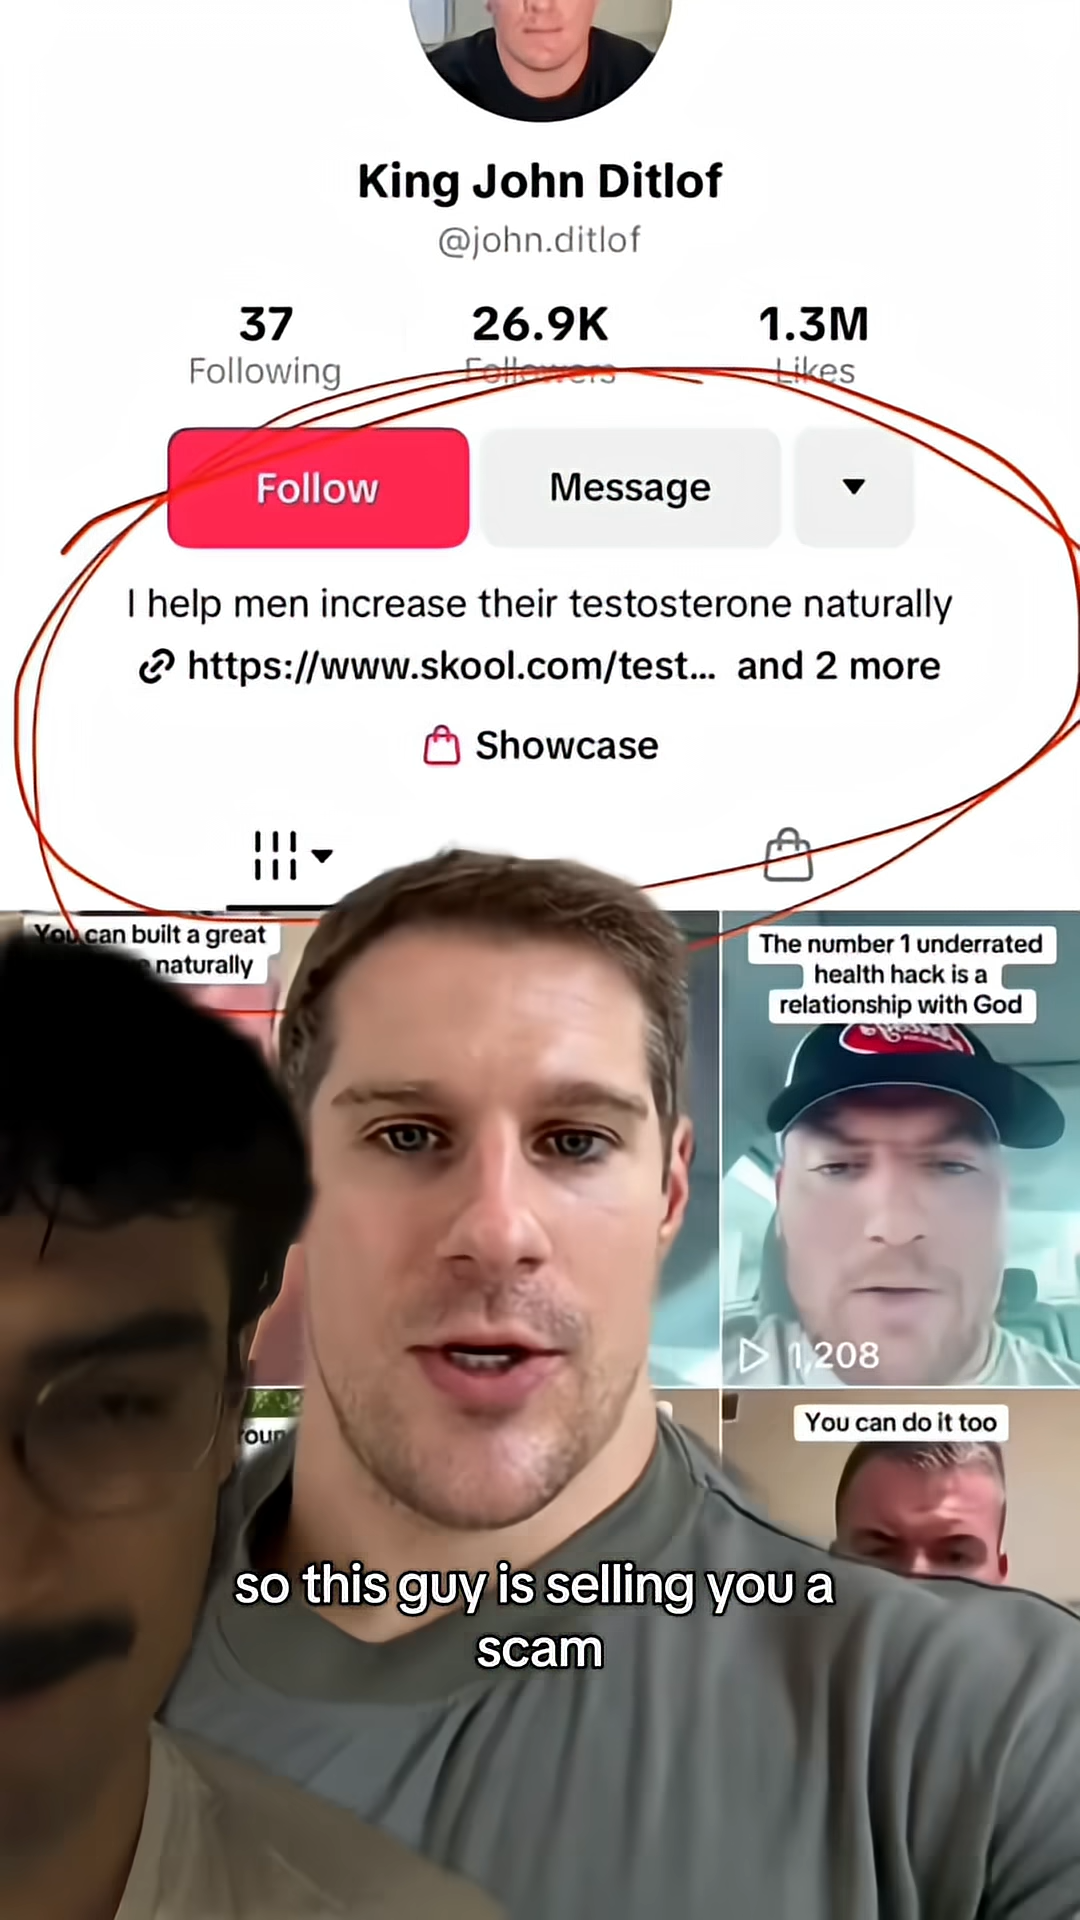 King John Ditlof
@john.ditlof
37
26.9K
1.3M
Following
Followers
Likes
Follow
Message
I help men increase their testosterone naturally
https://www.skool.com/test... and 2 more
Showcase
You can built a great
naturally
The number 1 underrated
health hack is a
relationship with God
1,208
You can do it too
so this guy is selling you a
scam